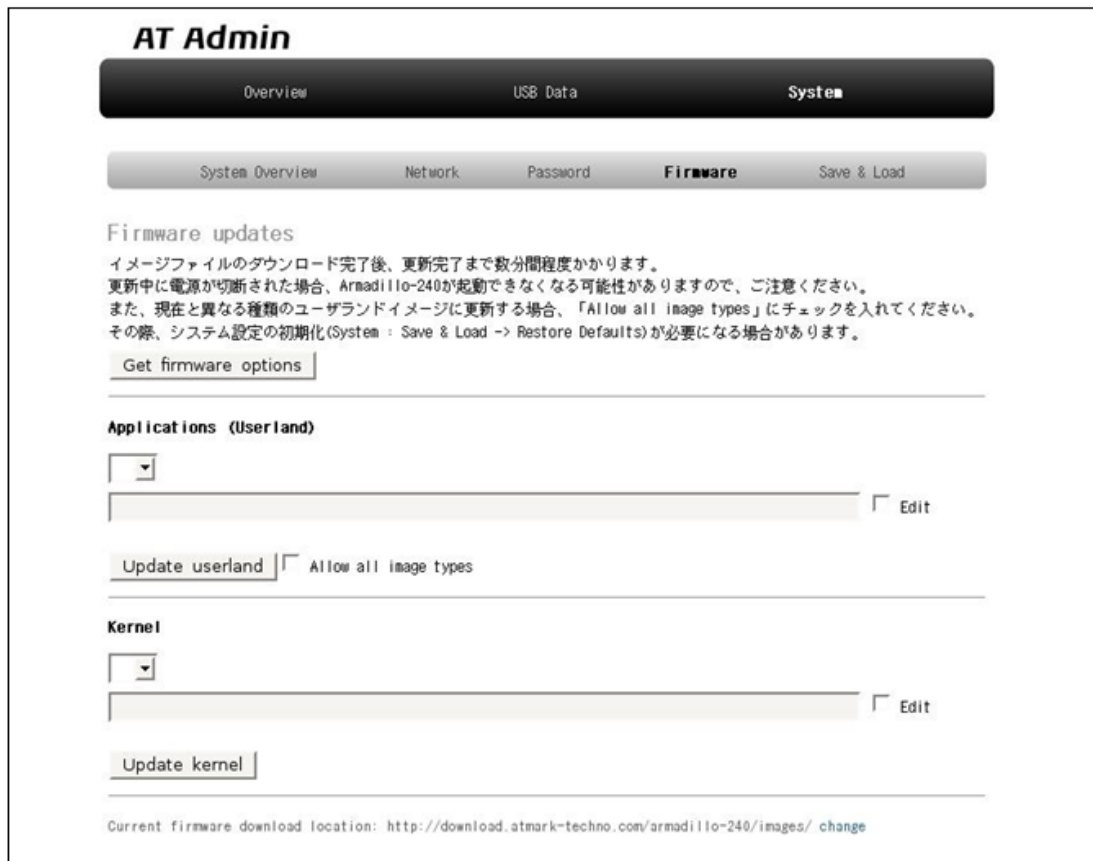 AT Admin
Overview USB Data System
System Overview Network Password Firmware Save & Load
Firmware updates
イメージファイルのダウンロード完了後、更新完了まで数分間程度かかります。
更新中に電源が切断された場合、Armadillo-240が起動できなくなる可能性がありますので、ご注意ください。
また、現在と異なる種類のユーザランドイメージに更新する場合、「Allow all image types」にチェックを入れてください。
その際、システム設定の初期化(System : Save & Load -> Restore Defaults)が必要になる場合があります。
Get firmware options
Applications (Userland)
Edit
Update userland Allow all image types
Kernel
Edit
Update kernel
Current firmware download location: http://download.atmark-techno.com/armadillo-240/images/ change